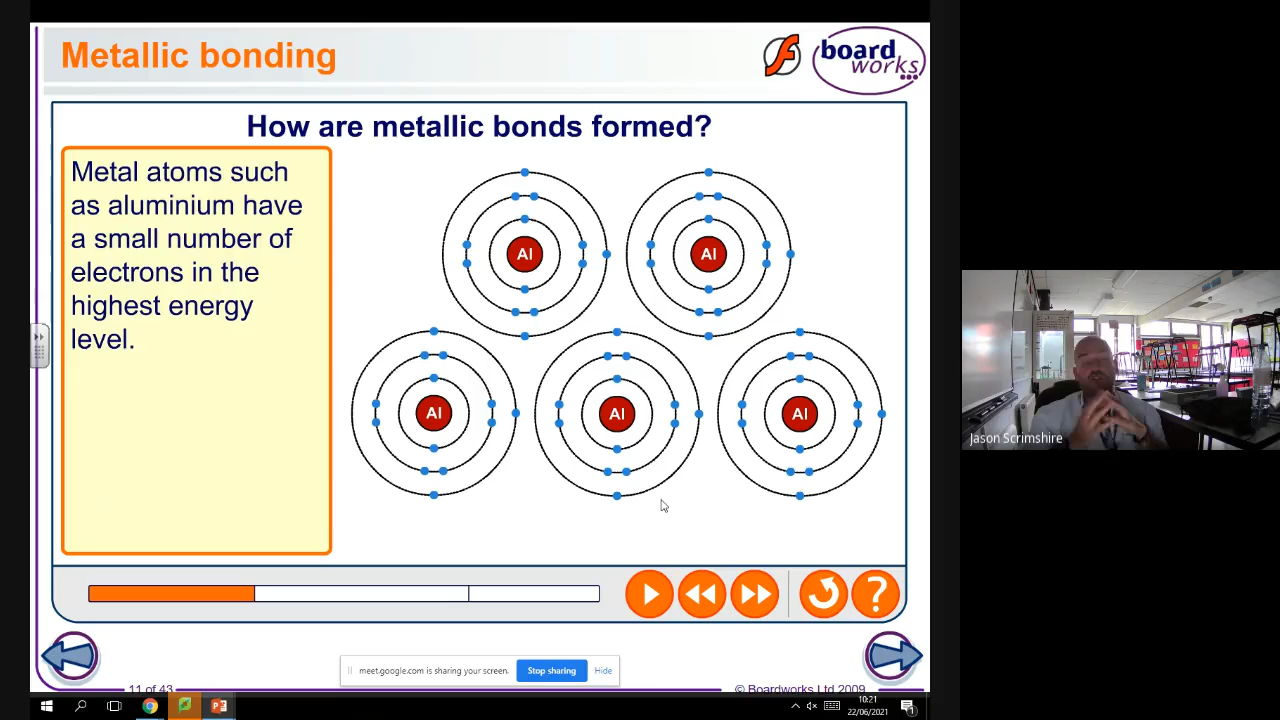 Metallic bonding
board
works
How are metallic bonds formed?
Metal atoms such
as aluminium have
a small number of
electrons in the
highest energy
level.
Al
Al
Al
Al
Al
Jason Scrimshire
?
meet.google.com is sharing your screen.
Stop sharing
Hide
11 of 43
© Boardworks Ltd 2009
10:21
22/06/2021
1